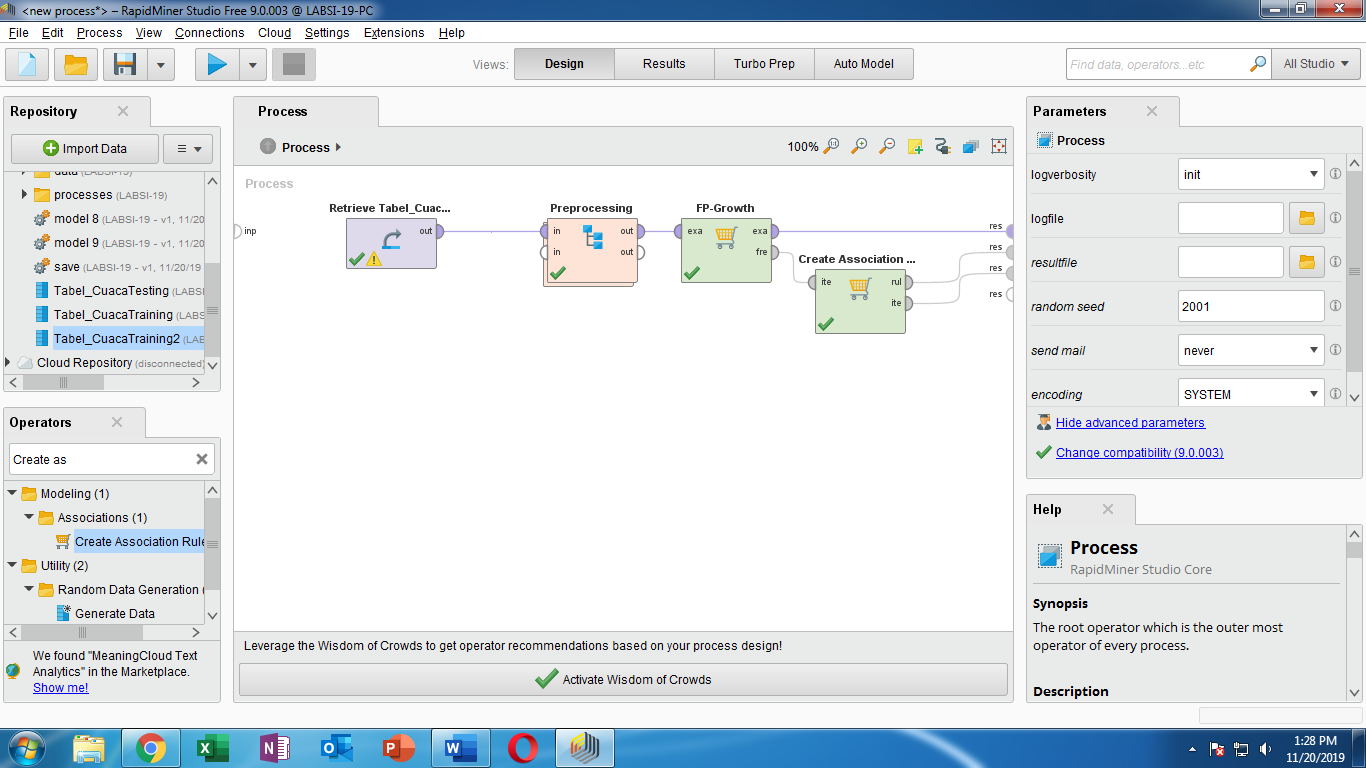 <new process*> – RapidMiner Studio Free 9.0.003 @ LABSI-19-PC
File Edit Process View Connections Cloud Settings Extensions Help
Views: Design Results Turbo Prep Auto Model
Find data, operators...etc
All Studio
Repository
Import Data
data (LABSI-19)
processes (LABSI-19)
model 8 (LABSI-19 - v1, 11/20
model 9 (LABSI-19 - v1, 11/20
save (LABSI-19 - v1, 11/20/19
Tabel_CuacaTesting (LABSI
Tabel_CuacaTraining (LABS
Tabel_CuacaTraining2 (LAB
Cloud Repository (disconnected)
Operators
Create as
Modeling (1)
Associations (1)
Create Association Rule
Utility (2)
Random Data Generation (
Generate Data
We found "MeaningCloud Text
Analytics" in the Marketplace.
Show me!
Process
Process
100%
Process
inp
Retrieve Tabel_Cuac...
out
Preprocessing
in out
in out
FP-Growth
exa exa
fre
Create Association ...
ite rul
ite
res
res
res
res
Leverage the Wisdom of Crowds to get operator recommendations based on your process design!
Activate Wisdom of Crowds
Parameters
Process
logverbosity init
logfile
resultfile
random seed 2001
send mail never
encoding SYSTEM
Hide advanced parameters
Change compatibility (9.0.003)
Help
Process
RapidMiner Studio Core
Synopsis
The root operator which is the outer most
operator of every process.
Description
1:28 PM
11/20/2019